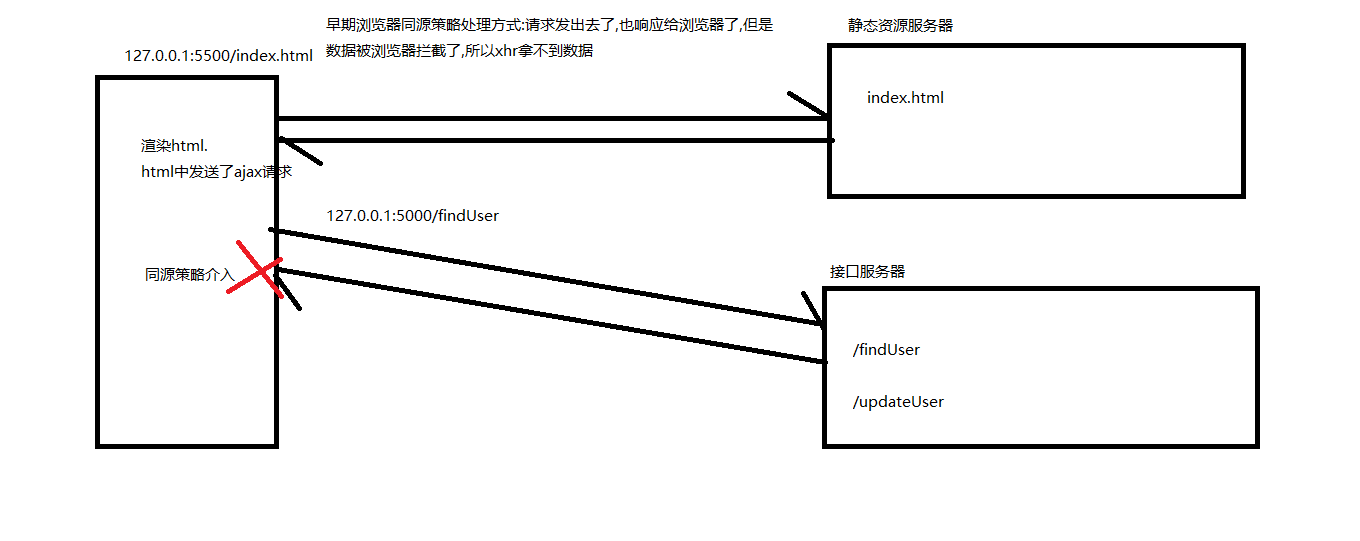 早期浏览器同源策略处理方式:请求发出去了,也响应给浏览器了,但是
数据被浏览器拦截了,所以xhr拿不到数据
静态资源服务器
127.0.0.1:5500/index.html
index.html
渲染html.
html中发送了ajax请求
127.0.0.1:5000/findUser
同源策略介入
接口服务器
/findUser
/updateUser